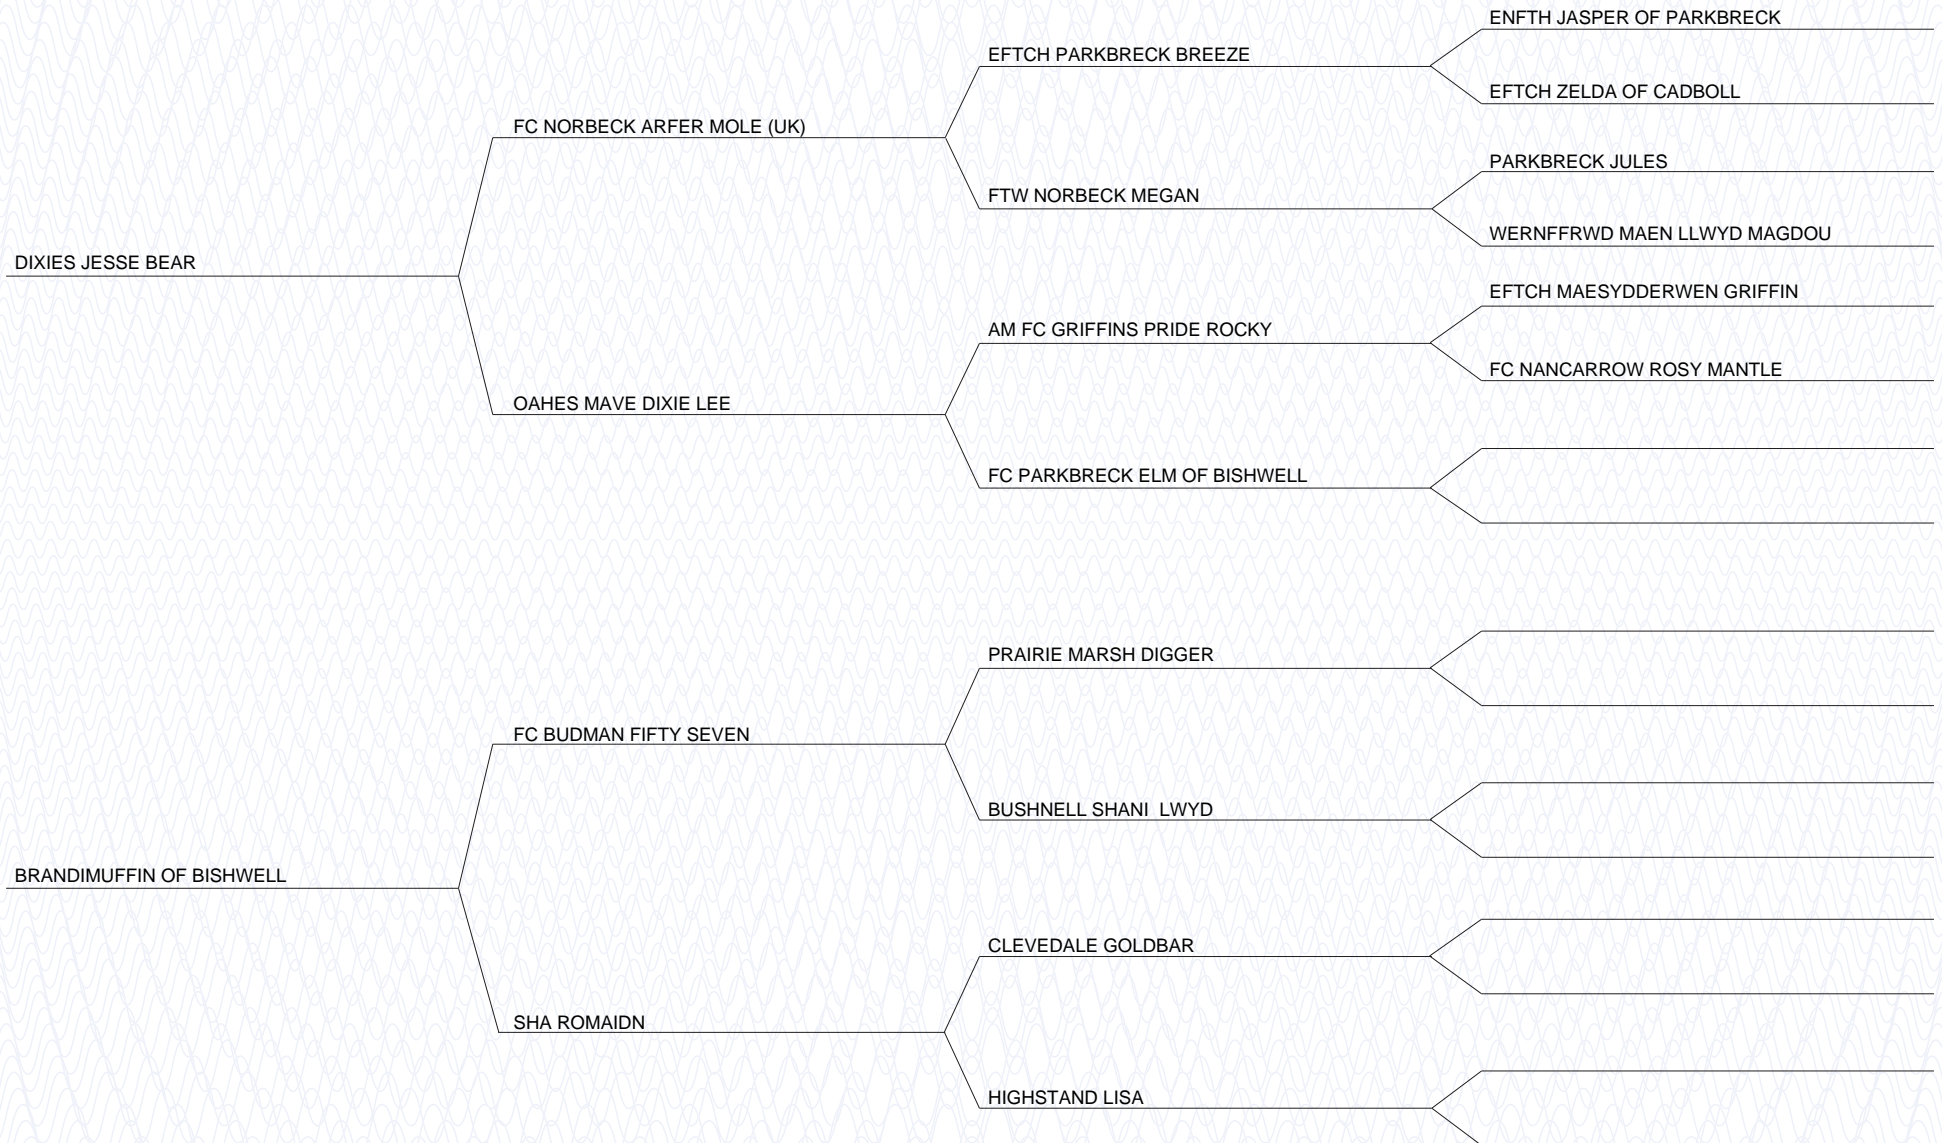 ENFTH JASPER OF PARKBRECK
EFTCH PARKBRECK BREEZE
EFTCH ZELDA OF CADBOLL
FC NORBECK ARFER MOLE (UK)
PARKBRECK JULES
FTW NORBECK MEGAN
WERNFFRWD MAEN LLWYD MAGDOU
DIXIES JESSE BEAR
EFTCH MAESYDDERWEN GRIFFIN
AM FC GRIFFINS PRIDE ROCKY
FC NANCARROW ROSY MANTLE
OAHES MAVE DIXIE LEE
FC PARKBRECK ELM OF BISHWELL
PRAIRIE MARSH DIGGER
FC BUDMAN FIFTY SEVEN
BUSHNELL SHANI  LWYD
BRANDIMUFFIN OF BISHWELL
CLEVEDALE GOLDBAR
SHA ROMAIDN
HIGHSTAND LISA